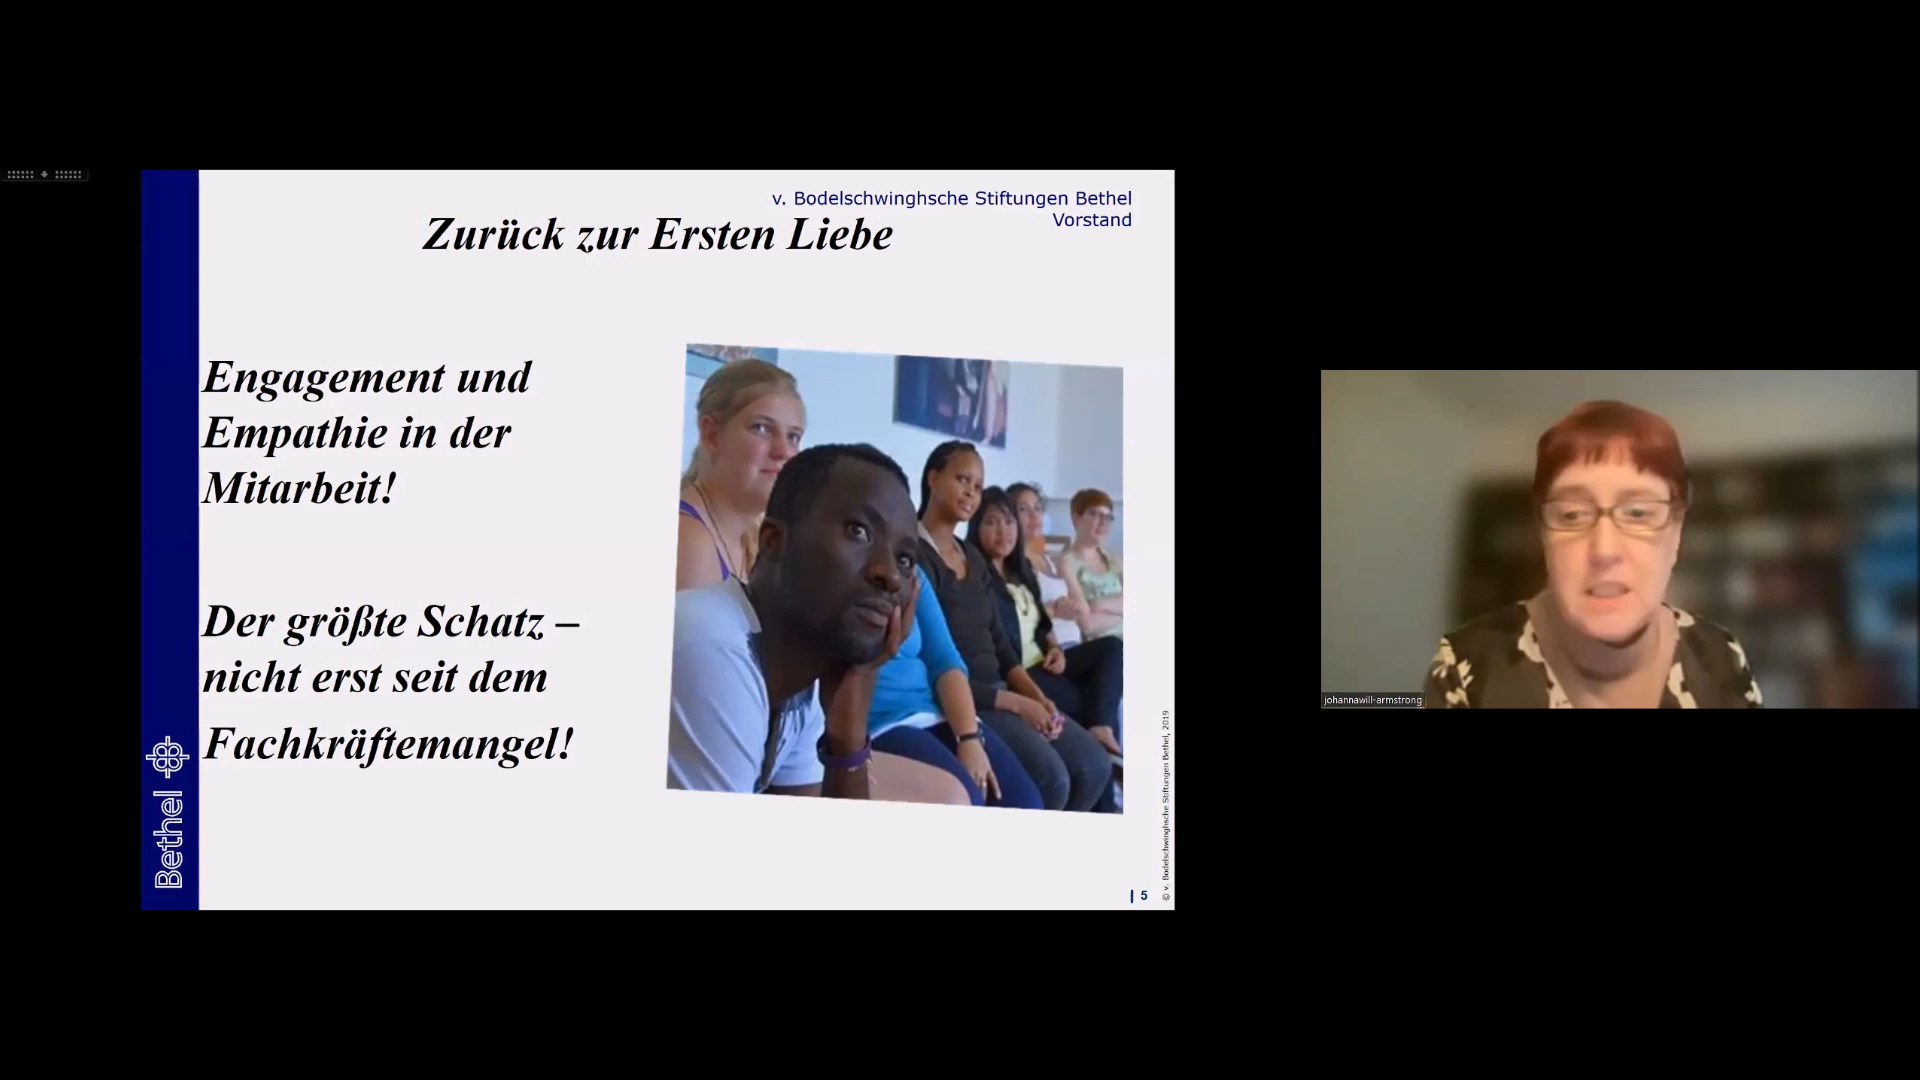 v. Bodelschwinghsche Stiftungen Bethel
Vorstand
Zurück zur Ersten Liebe
Engagement und
Empathie in der
Mitarbeit!
Der größte Schatz –
nicht erst seit dem
Fachkräftemangel!
Bethel
| 5
© v. Bodelschwinghsche Stiftungen Bethel, 2019
johannawill-armstrong